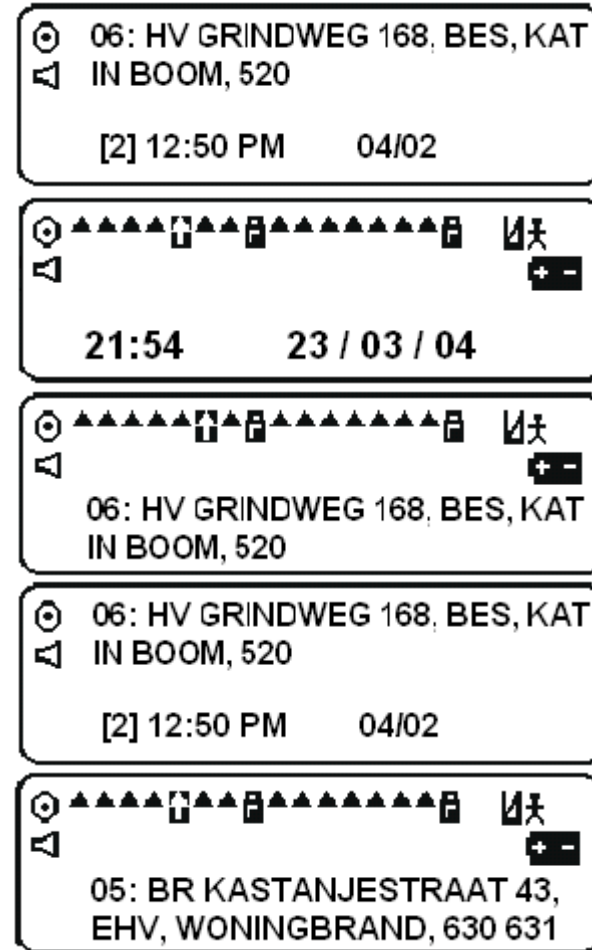 06: HV GRINDWEG 168, BES, KAT
IN BOOM, 520
[2] 12:50 PM 04/02
21:54 23 / 03 / 04
06: HV GRINDWEG 168, BES, KAT
IN BOOM, 520
06: HV GRINDWEG 168, BES, KAT
IN BOOM, 520
[2] 12:50 PM 04/02
05: BR KASTANJESTRAAT 43,
EHV, WONINGBRAND, 630 631